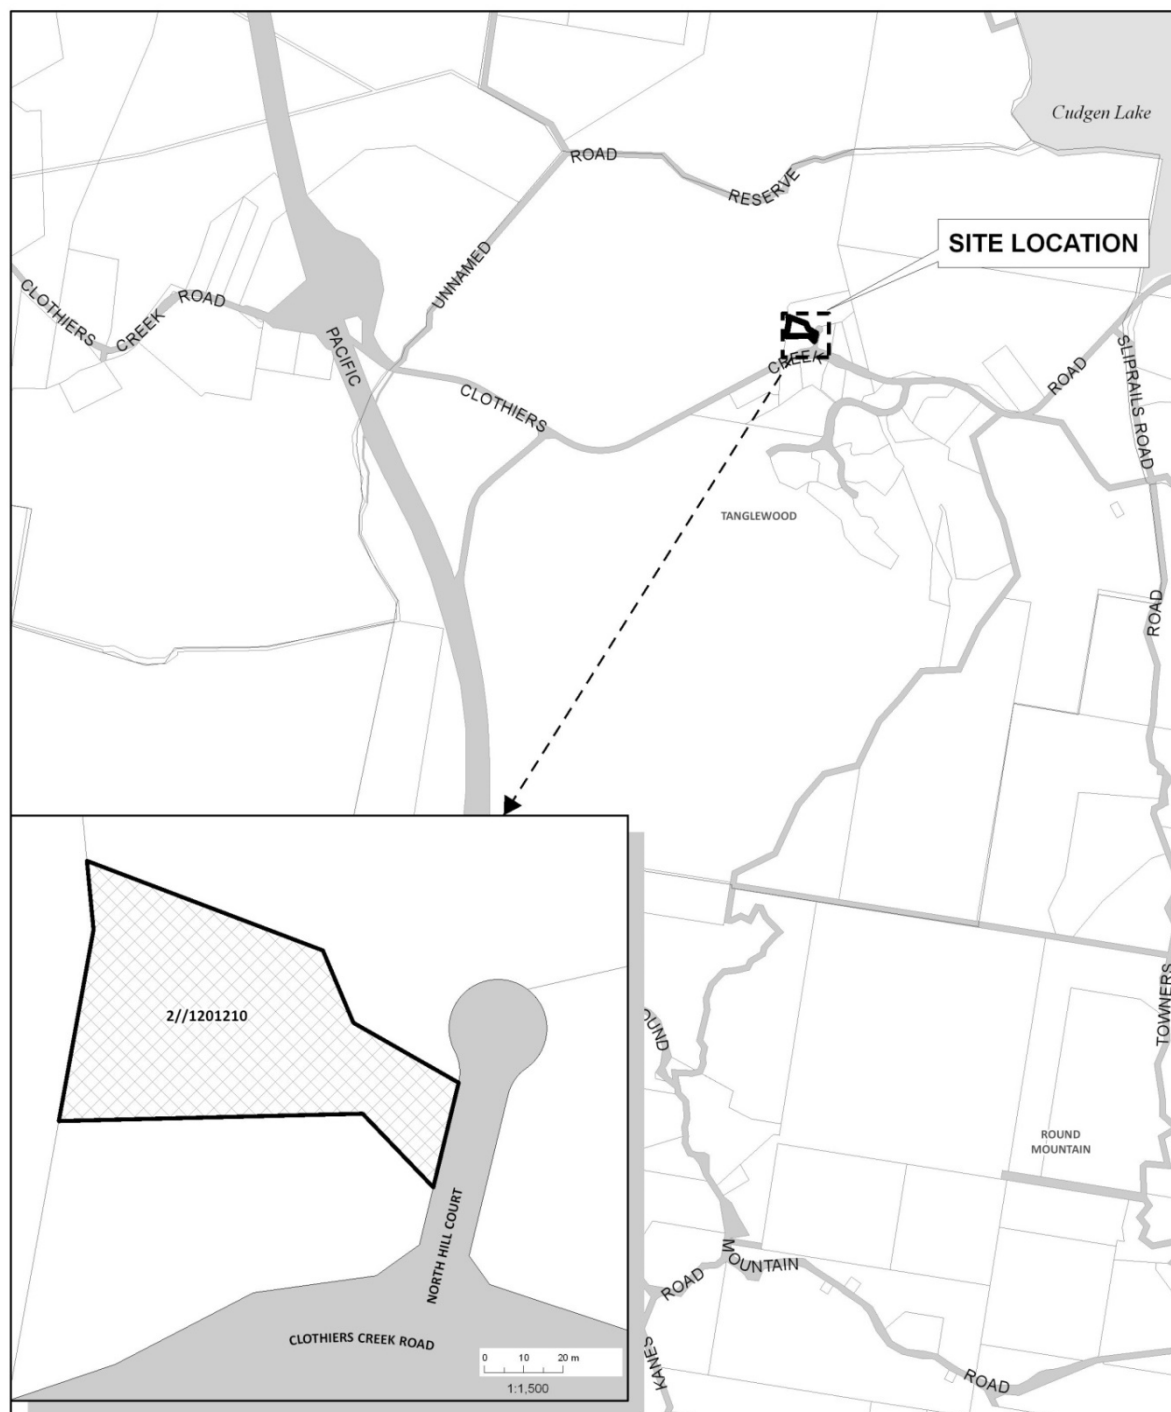 Cudgen Lake
ROAD
RESERVE
UNNAMED
SITE LOCATION
CLOTHIERS
CREEK
ROAD
PACIFIC
CLOTHIERS
CREEK
ROAD
SLIPRAILS ROAD
TANGLEWOOD
ROAD
TOWNERS
OUND
MOUNTAIN
ROAD
ROAD
KANES
ROUND
MOUNTAIN
2//1201210
NORTH HILL COURT
CLOTHIERS CREEK ROAD
0 10 20 m
1:1,500